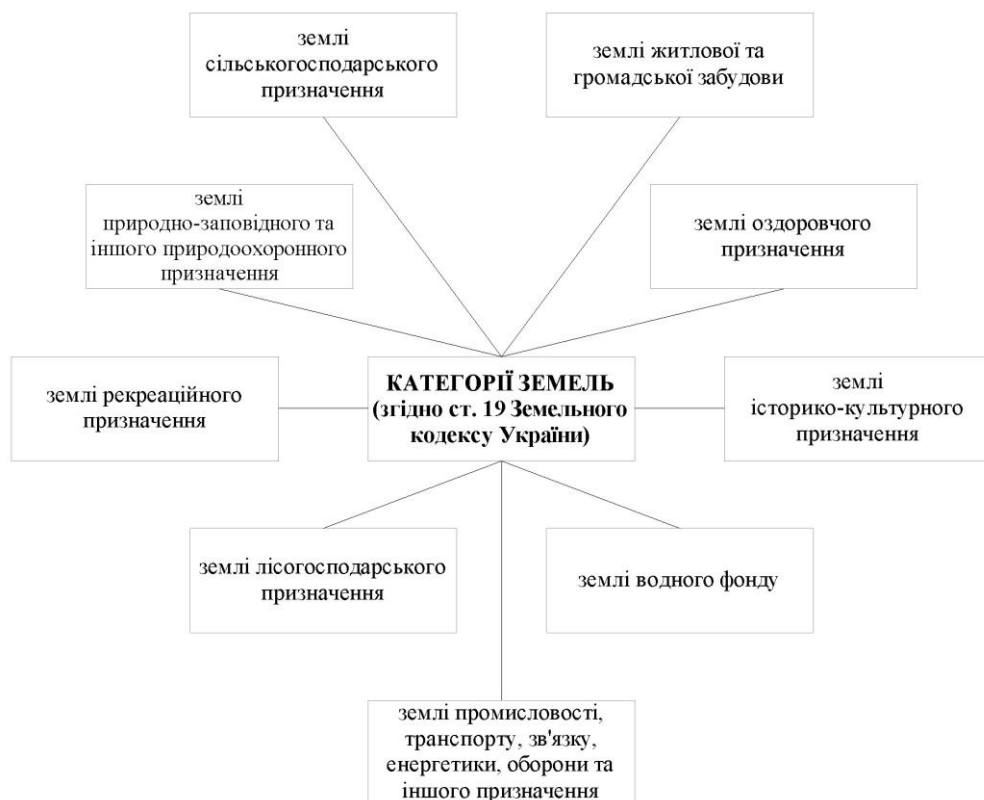 землі
сільськогосподарського
призначення
землі житлової та
громадської забудови
землі
природно-заповідного та
іншого природоохоронного
призначення
землі оздоровчого
призначення
землі рекреаційного
призначення
КАТЕГОРІЇ ЗЕМЕЛЬ
(згідно ст. 19 Земельного
кодексу України)
землі
історико-культурного
призначення
землі лісогосподарського
призначення
землі водного фонду
землі промисловості,
транспорту, зв'язку,
енергетики, оборони та
іншого призначення